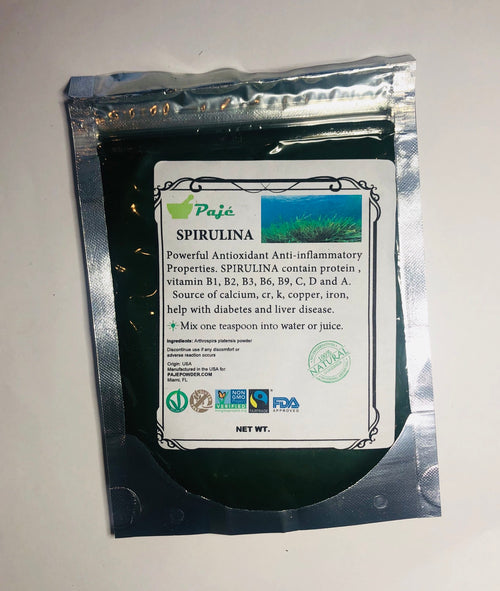 Pajé
SPIRULINA
Powerful Antioxidant Anti-inflammatory
Properties. SPIRULINA contain protein ,
vitamin B1, B2, B3, B6, B9, C, D and A.
Source of calcium, cr, k, copper, iron,
help with diabetes and liver disease.
Mix one teaspoon into water or juice.
Ingredients: Arthrospira platensis powder
Discontinue use if any discomfort or
adverse reaction occurs
Origin: USA
Manufactured in the USA for:
PAJEPOWDER.COM
Miami, FL
100%
NATURAL
NON
GMO
VERIFIED
FAIRTRADE
FDA
APPROVED
NET WT.